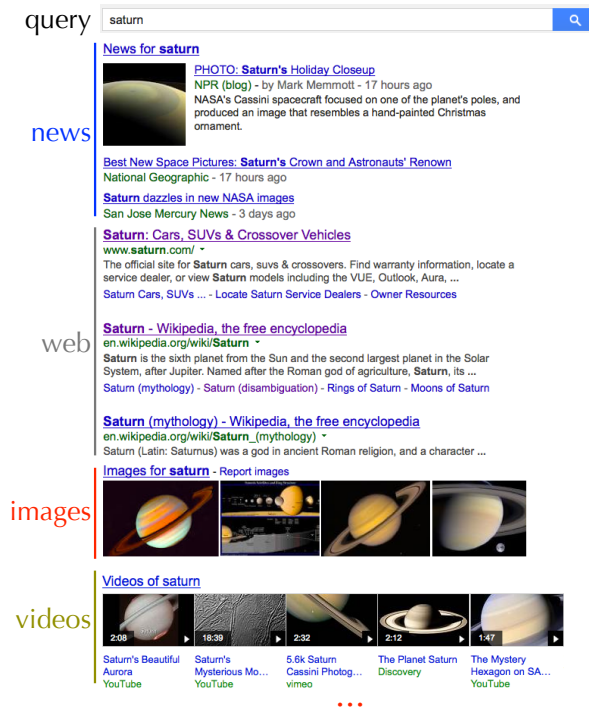 query
saturn
news
News for saturn
PHOTO: Saturn's Holiday Closeup
NPR (blog) - by Mark Memmott - 17 hours ago
NASA's Cassini spacecraft focused on one of the planet's poles, and
produced an image that resembles a hand-painted Christmas
ornament.
Best New Space Pictures: Saturn's Crown and Astronauts' Renown
National Geographic - 17 hours ago
Saturn dazzles in new NASA images
San Jose Mercury News - 3 days ago
web
Saturn: Cars, SUVs & Crossover Vehicles
www.saturn.com/
The official site for Saturn cars, suvs & crossovers. Find warranty information, locate a
service dealer, or view Saturn models including the VUE, Outlook, Aura, ...
Saturn Cars, SUVs ... - Locate Saturn Service Dealers - Owner Resources
Saturn - Wikipedia, the free encyclopedia
en.wikipedia.org/wiki/Saturn
Saturn is the sixth planet from the Sun and the second largest planet in the Solar
System, after Jupiter. Named after the Roman god of agriculture, Saturn, its ...
Saturn (mythology) - Saturn (disambiguation) - Rings of Saturn - Moons of Saturn
Saturn (mythology) - Wikipedia, the free encyclopedia
en.wikipedia.org/wiki/Saturn_(mythology)
Saturn (Latin: Saturnus) was a god in ancient Roman religion, and a character ...
images
Images for saturn - Report images
videos
Videos of saturn
2:08
18:39
2:32
2:12
1:47
Saturn's Beautiful
Aurora
YouTube
Saturn's
Mysterious Mo...
YouTube
5.6k Saturn
Cassini Photog...
vimeo
The Planet Saturn
Discovery
The Mystery
Hexagon on SA...
YouTube
...